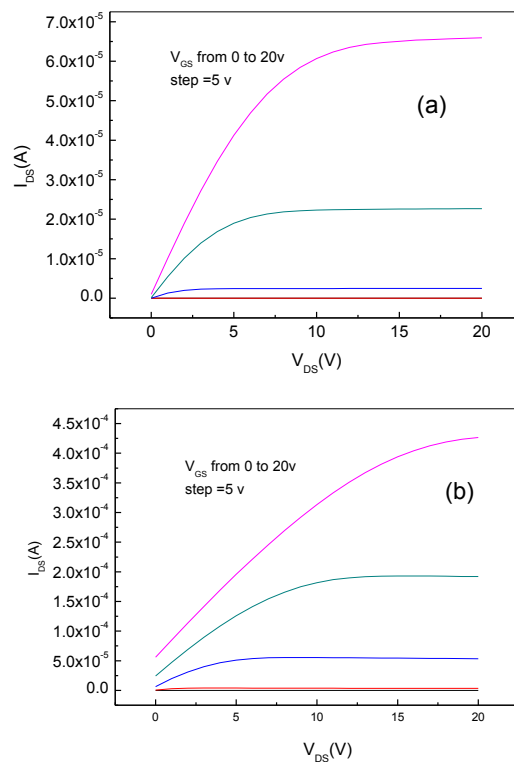 7.0x10⁻⁵
6.0x10⁻⁵
5.0x10⁻⁵
4.0x10⁻⁵
3.0x10⁻⁵
2.0x10⁻⁵
1.0x10⁻⁵
0.0
I_DS(A)
V_GS from 0 to 20v
step =5 v
(a)
0 5 10 15 20
V_DS(V)
4.5x10⁻⁴
4.0x10⁻⁴
3.5x10⁻⁴
3.0x10⁻⁴
2.5x10⁻⁴
2.0x10⁻⁴
1.5x10⁻⁴
1.0x10⁻⁴
5.0x10⁻⁵
0.0
I_DS(A)
V_GS from 0 to 20v
step =5 v
(b)
0 5 10 15 20
V_DS(V)